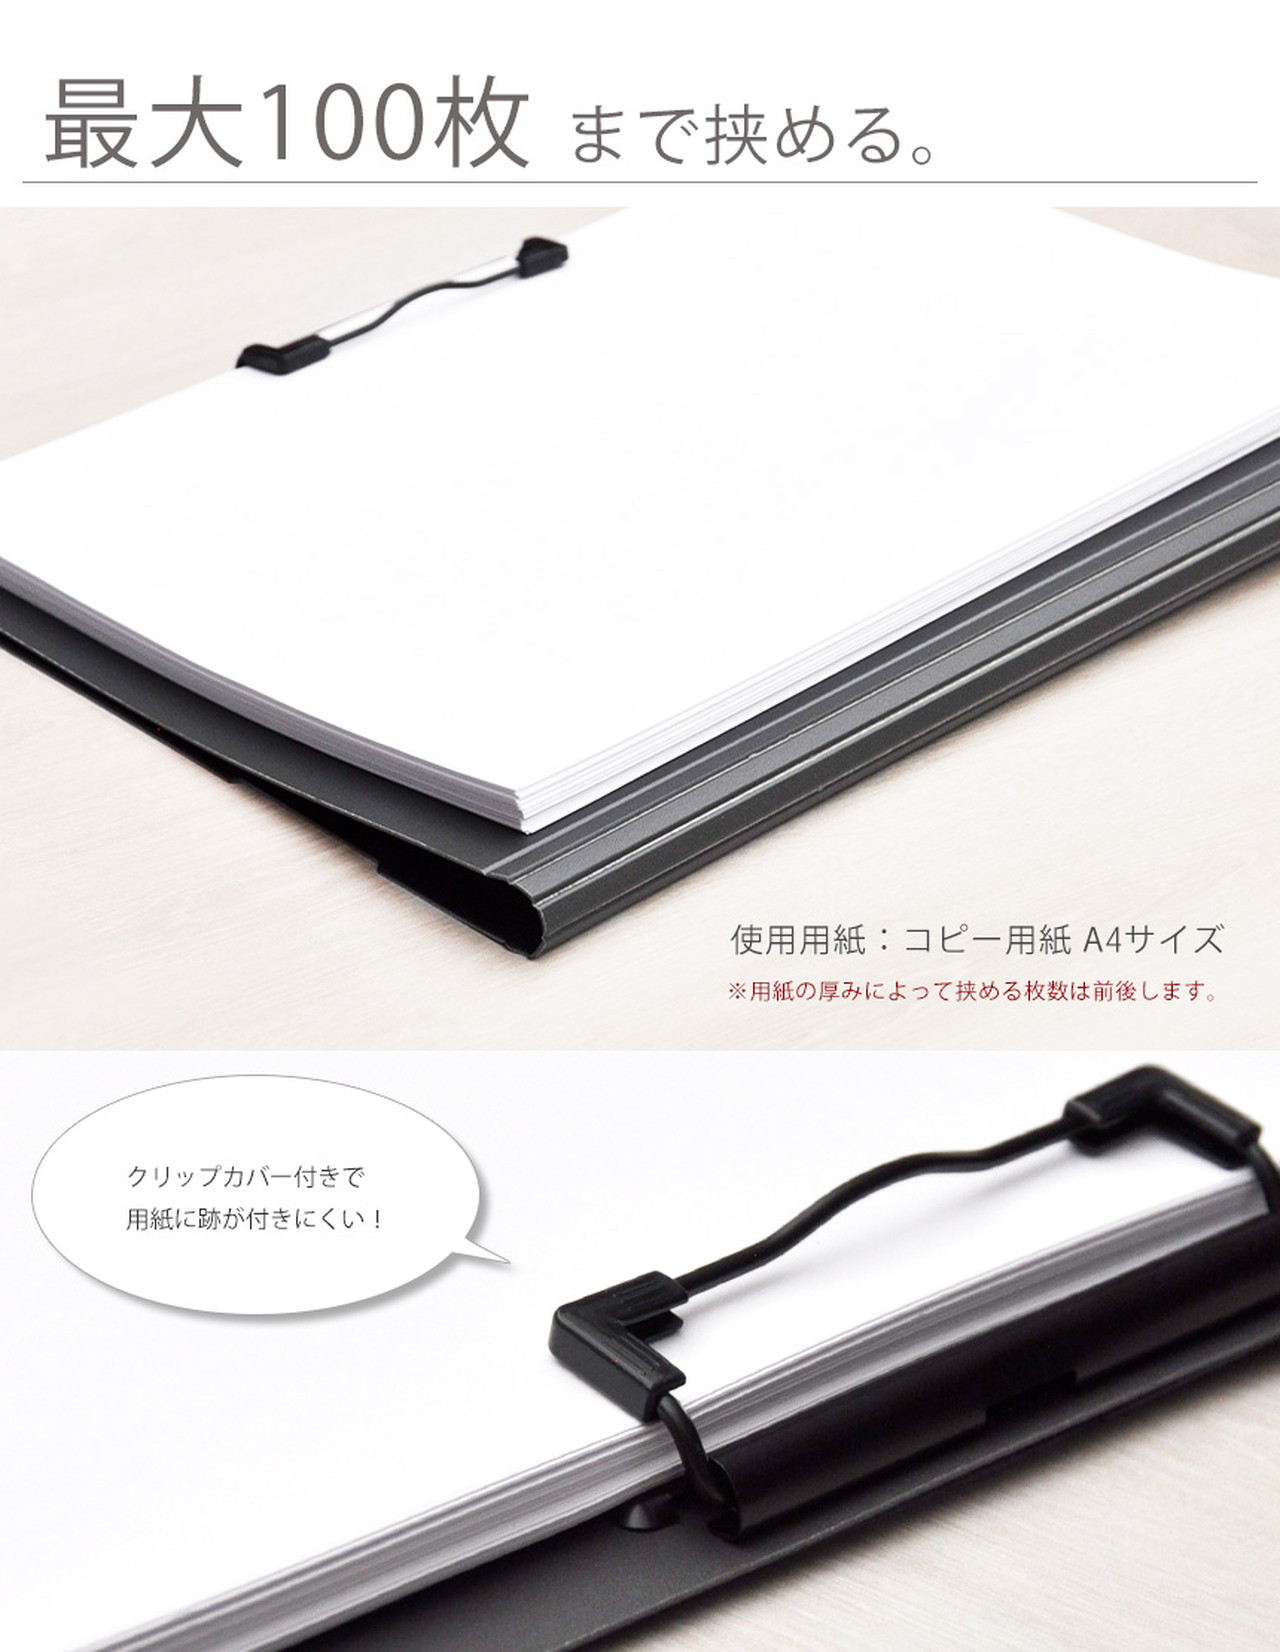 最大100枚 まで挟める。
使用用紙：コピー用紙 A4サイズ
※用紙の厚みによって挟める枚数は前後します。
クリップカバー付きで
用紙に跡が付きにくい！